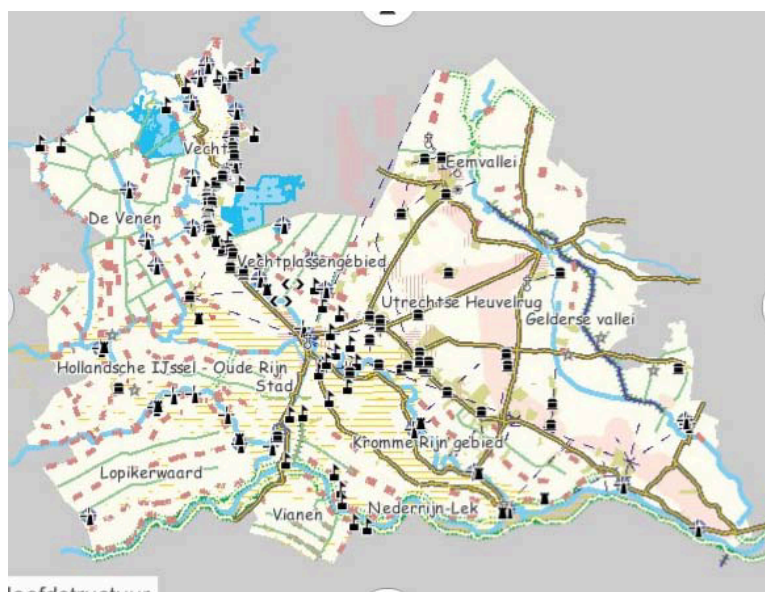 Vecht
Eemvallei
De Venen
Vechtplassengebied
Utrechtse Heuvelrug
Gelderse vallei
Hollandsche IJssel - Oude Rijn
Stad
Kromme Rijn gebied
Lopikerwaard
Nederrijn-Lek
Vianen